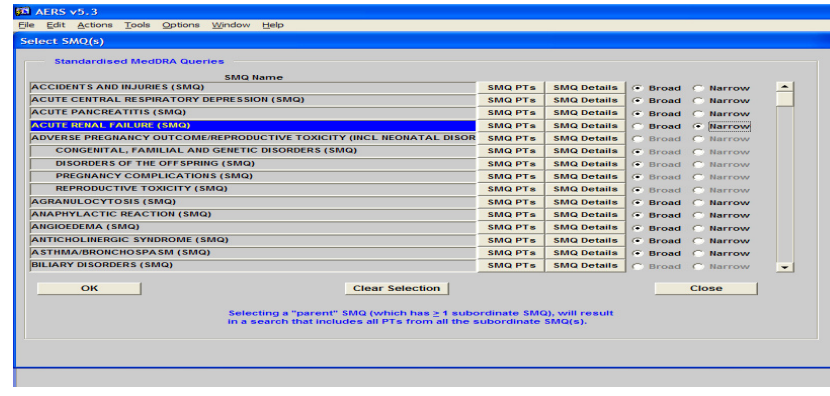 AERS v5.3
File Edit Actions Tools Options Window Help
Select SMQ(s)
Standardised MedDRA Queries
SMQ Name
ACCIDENTS AND INJURIES (SMQ) SMQ PTs SMQ Details Broad Narrow
ACUTE CENTRAL RESPIRATORY DEPRESSION (SMQ) SMQ PTs SMQ Details Broad Narrow
ACUTE PANCREATITIS (SMQ) SMQ PTs SMQ Details Broad Narrow
ACUTE RENAL FAILURE (SMQ) SMQ PTs SMQ Details Broad Narrow
ADVERSE PREGNANCY OUTCOME/REPRODUCTIVE TOXICITY (INCL NEONATAL DISOR SMQ PTs SMQ Details Broad Narrow
CONGENITAL, FAMILIAL AND GENETIC DISORDERS (SMQ) SMQ PTs SMQ Details Broad Narrow
DISORDERS OF THE OFFSPRING (SMQ) SMQ PTs SMQ Details Broad Narrow
PREGNANCY COMPLICATIONS (SMQ) SMQ PTs SMQ Details Broad Narrow
REPRODUCTIVE TOXICITY (SMQ) SMQ PTs SMQ Details Broad Narrow
AGRANULOCYTOSIS (SMQ) SMQ PTs SMQ Details Broad Narrow
ANAPHYLACTIC REACTION (SMQ) SMQ PTs SMQ Details Broad Narrow
ANGIOEDEMA (SMQ) SMQ PTs SMQ Details Broad Narrow
ANTICHOLINERGIC SYNDROME (SMQ) SMQ PTs SMQ Details Broad Narrow
ASTHMA/BRONCHOSPASM (SMQ) SMQ PTs SMQ Details Broad Narrow
BILIARY DISORDERS (SMQ) SMQ PTs SMQ Details Broad Narrow
OK Clear Selection Close
Selecting a "parent" SMQ (which has ≥ 1 subordinate SMQ), will result
in a search that includes all PTs from all the subordinate SMQ(s).